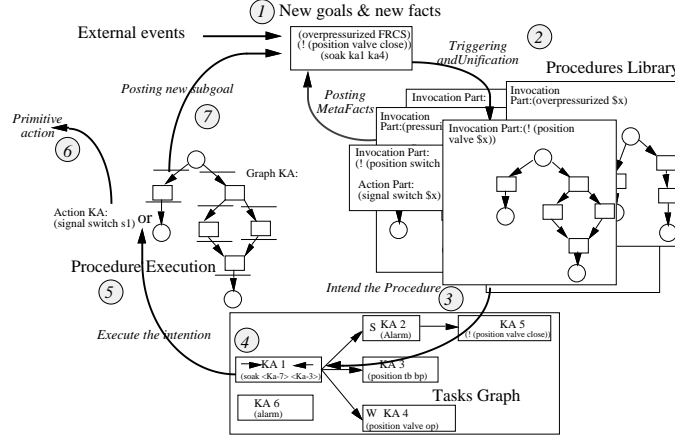 1 New goals & new facts
External events
(overpressurized FRCS)
(! (position valve close))
(soak ka1 ka4)
Triggering
andUnification
2
Procedures Library
Posting new subgoal
Posting
MetaFacts
Invocation Part:
Invocation
Part:(overpressurized $x)
Primitive
action
7
Invocation
Part:(pressuri
Invocation Part:(! (position
valve $x))
6
Graph KA:
Invocation Part:
(! (position switch
Action Part:
(signal switch $x)
Action KA:
(signal switch s1)
or
Procedure Execution
5
Intend the Procedure
3
Execute the intention
4
S KA 2
(Alarm)
KA 5
(! (position valve close))
KA 1
(soak <Ka-7> <Ka-3>)
KA 3
(position tb bp)
Tasks Graph
KA 6
(alarm)
W KA 4
(position valve op)